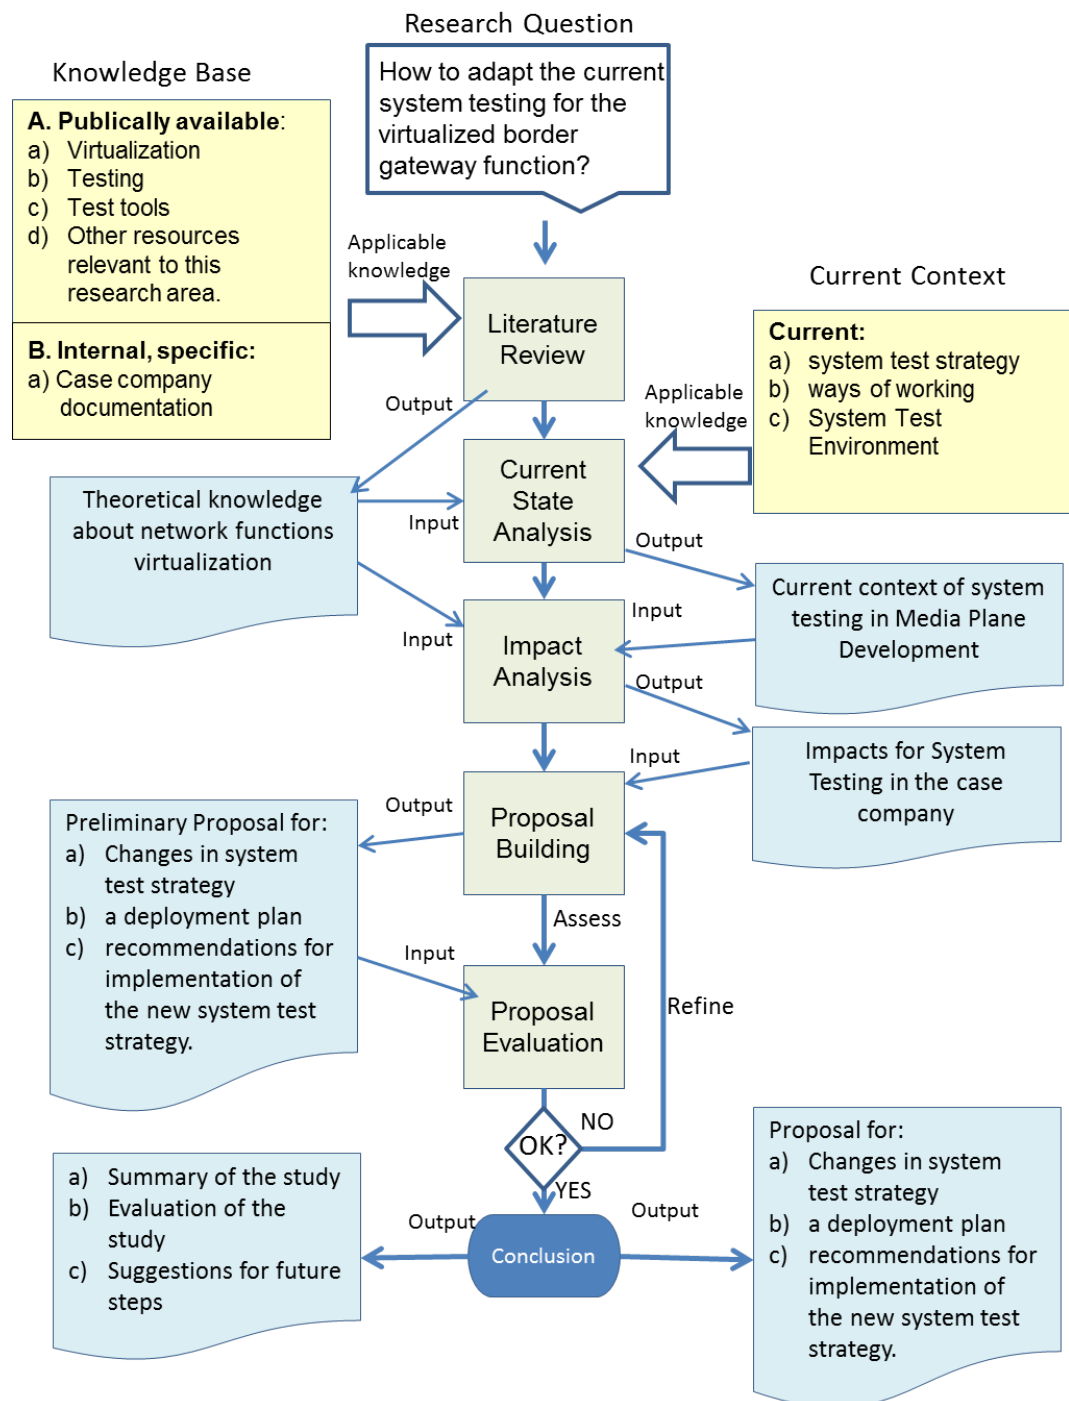 Research Question
How to adapt the current
system testing for the
virtualized border
gateway function?
Knowledge Base
A. Publically available:
a) Virtualization
b) Testing
c) Test tools
d) Other resources
relevant to this
research area.
B. Internal, specific:
a) Case company
documentation
Applicable
knowledge
Literature
Review
Current Context
Current:
a) system test strategy
b) ways of working
c) System Test
Environment
Applicable
knowledge
Output
Theoretical knowledge
about network functions
virtualization
Input
Current
State
Analysis
Output
Current context of system
testing in Media Plane
Development
Input
Input
Impact
Analysis
Output
Impacts for System
Testing in the case
company
Input
Proposal
Building
Output
Preliminary Proposal for:
a) Changes in system
test strategy
b) a deployment plan
c) recommendations for
implementation of
the new system test
strategy.
Assess
Input
Proposal
Evaluation
Refine
OK?
NO
YES
Output
Output
Conclusion
a) Summary of the study
b) Evaluation of the
study
c) Suggestions for future
steps
Proposal for:
a) Changes in system
test strategy
b) a deployment plan
c) recommendations for
implementation of
the new system test
strategy.